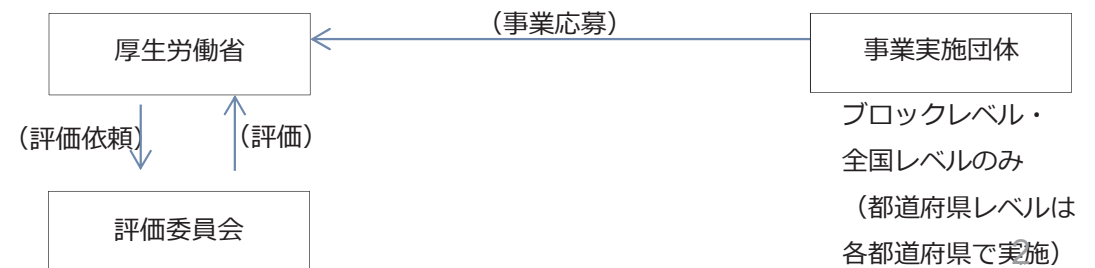 （事業応募）
厚生労働省
事業実施団体
（評価依頼）
（評価）
ブロックレベル・
全国レベルのみ
（都道府県レベルは
各都道府県で実施）
評価委員会
2